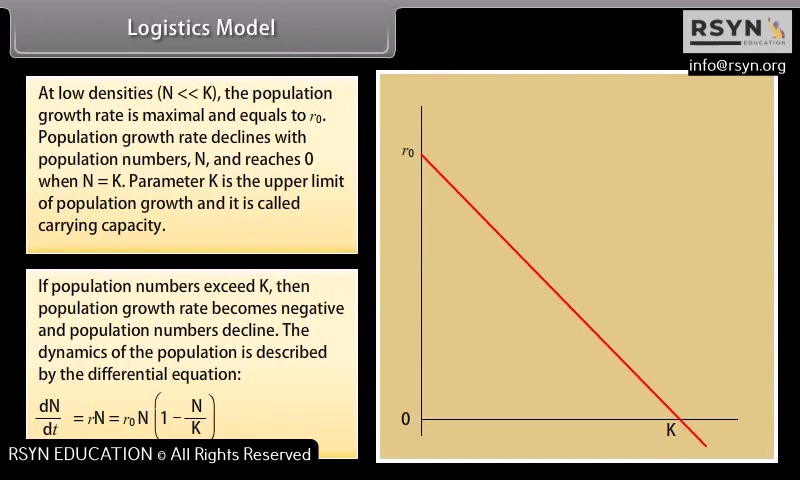 Logistics Model
RSYN
EDUCATION
info@rsyn.org
At low densities (N << K), the population
growth rate is maximal and equals to r₀.
Population growth rate declines with
population numbers, N, and reaches 0
when N = K. Parameter K is the upper limit
of population growth and it is called
carrying capacity.
If population numbers exceed K, then
population growth rate becomes negative
and population numbers decline. The
dynamics of the population is described
by the differential equation:
dN/dt = rN = r₀ N (1 − N/K)
r₀
0
K
RSYN EDUCATION © All Rights Reserved